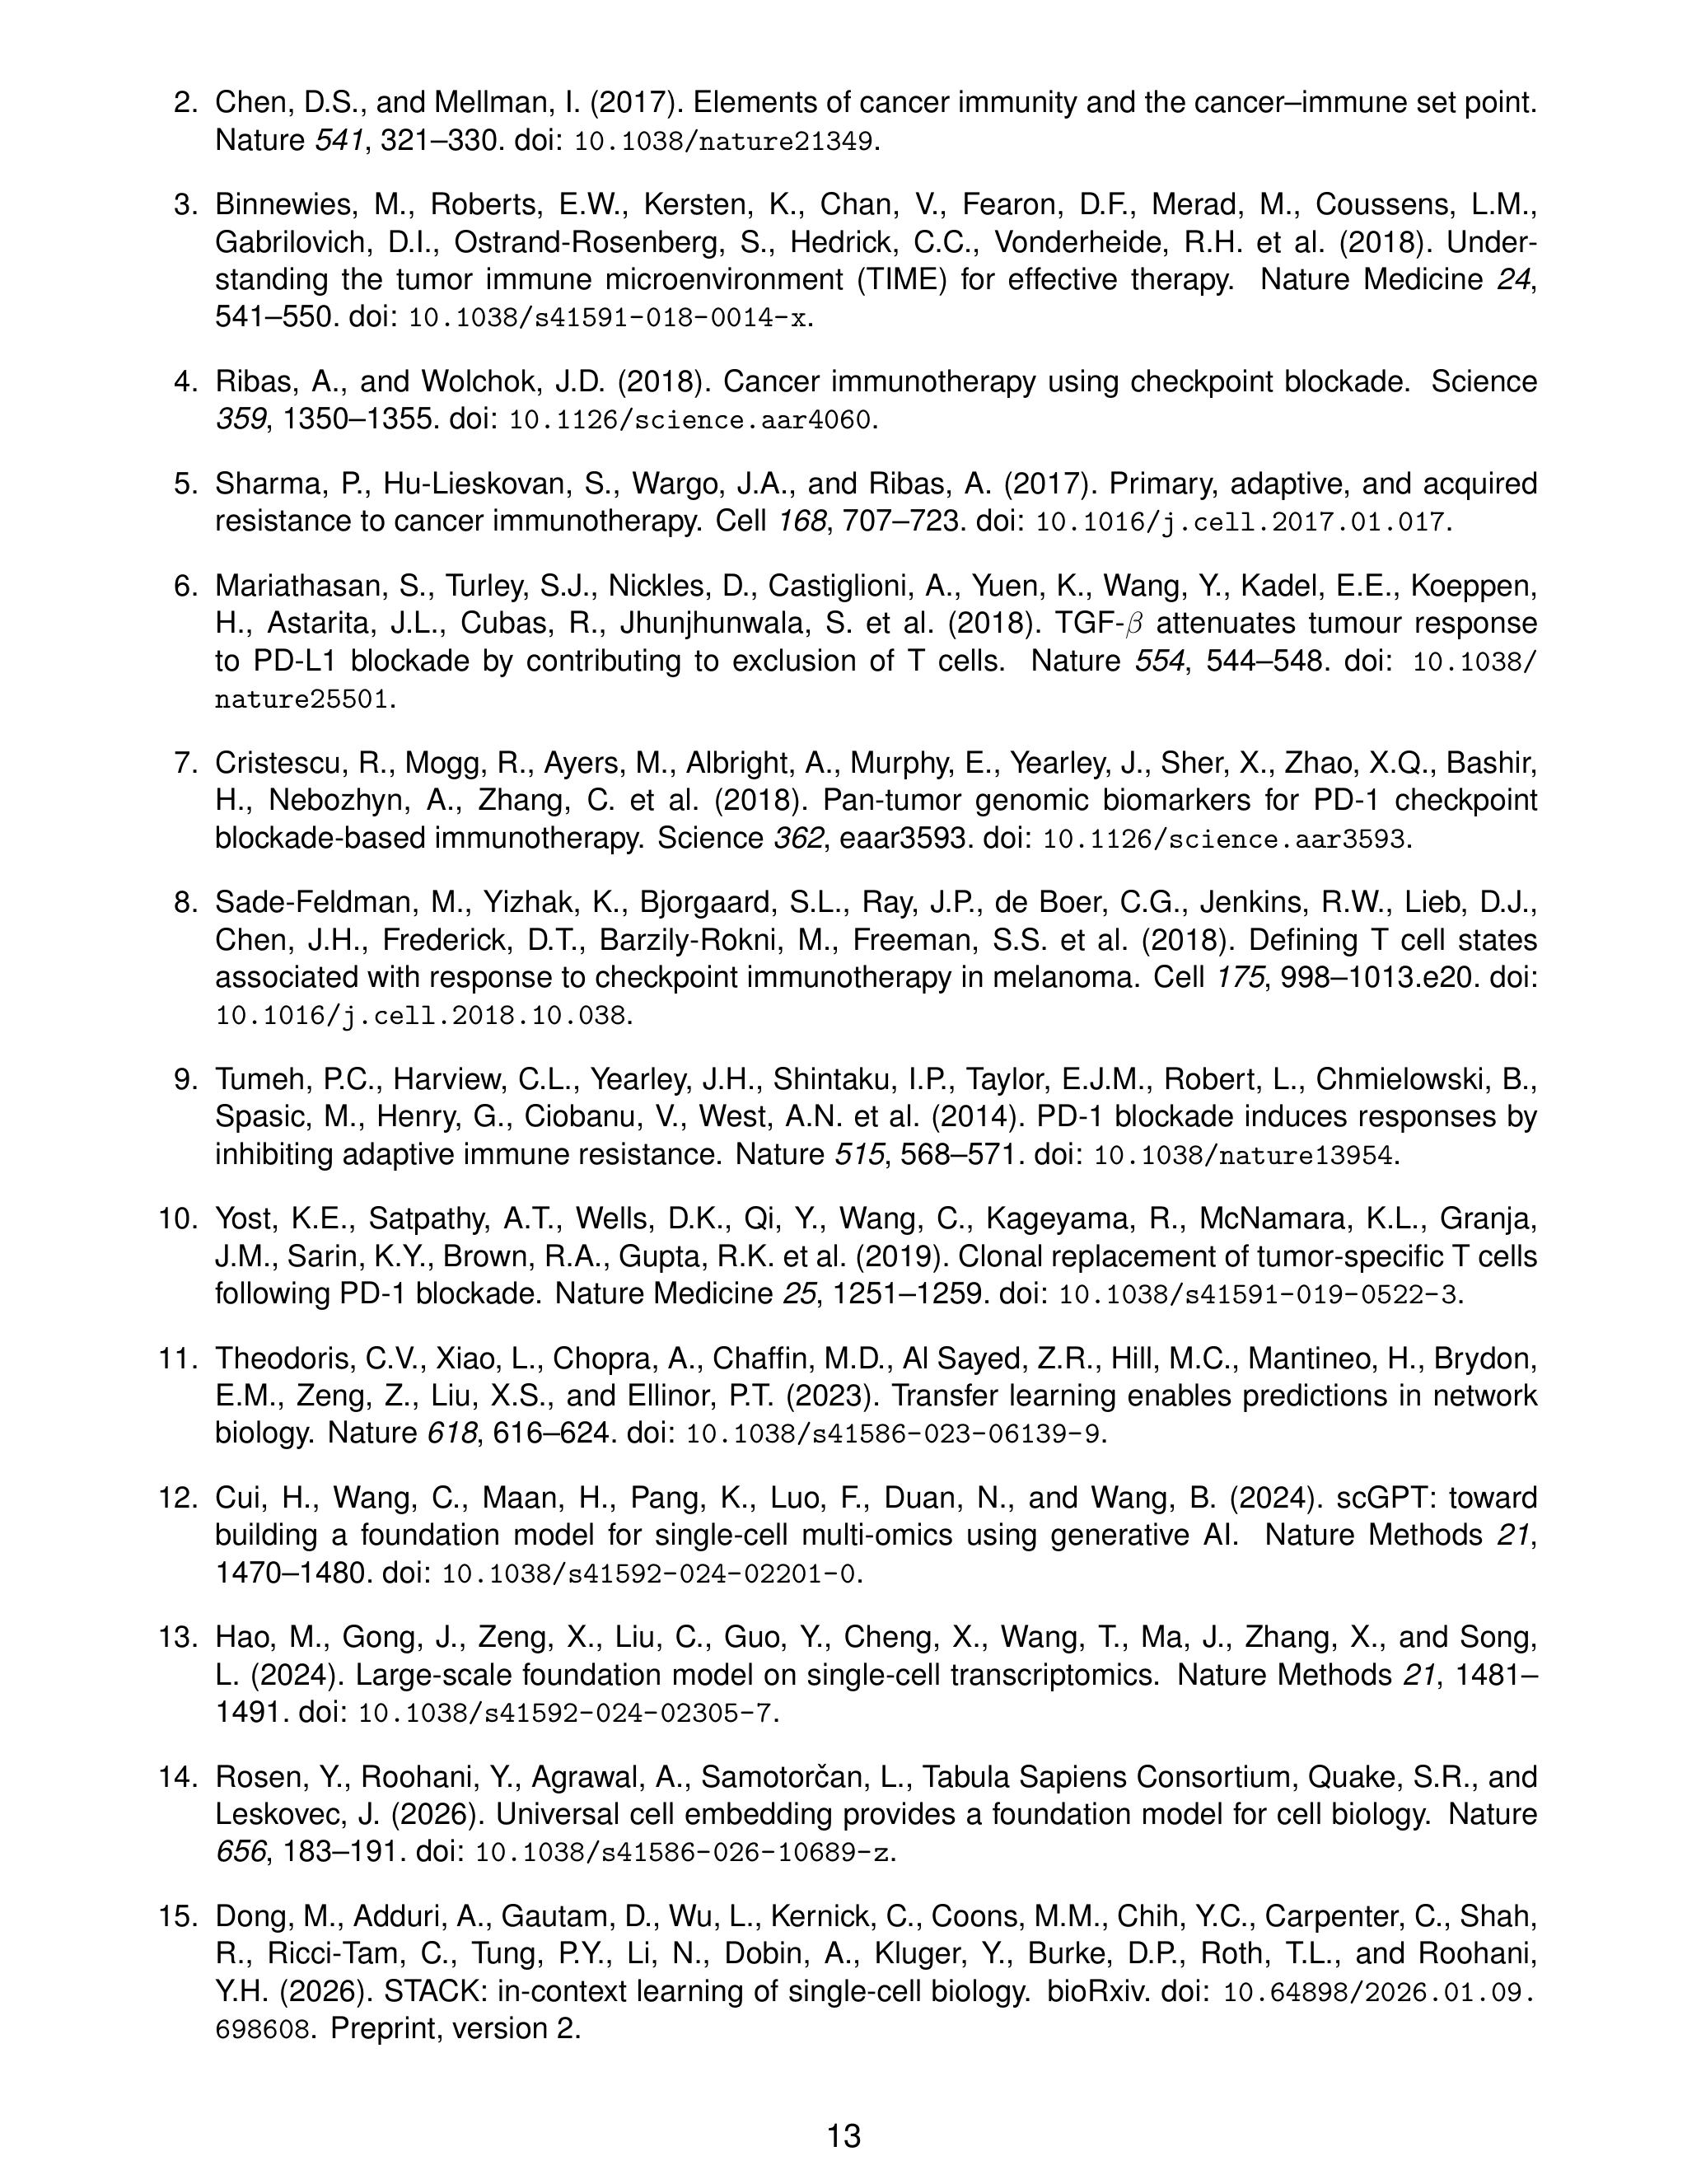 2. Chen, D.S., and Mellman, I. (2017). Elements of cancer immunity and the cancer–immune set point.
Nature 541, 321–330. doi: 10.1038/nature21349.
3. Binnewies, M., Roberts, E.W., Kersten, K., Chan, V., Fearon, D.F., Merad, M., Coussens, L.M.,
Gabrilovich, D.I., Ostrand-Rosenberg, S., Hedrick, C.C., Vonderheide, R.H. et al. (2018). Under-
standing the tumor immune microenvironment (TIME) for effective therapy. Nature Medicine 24,
541–550. doi: 10.1038/s41591-018-0014-x.
4. Ribas, A., and Wolchok, J.D. (2018). Cancer immunotherapy using checkpoint blockade. Science
359, 1350–1355. doi: 10.1126/science.aar4060.
5. Sharma, P., Hu-Lieskovan, S., Wargo, J.A., and Ribas, A. (2017). Primary, adaptive, and acquired
resistance to cancer immunotherapy. Cell 168, 707–723. doi: 10.1016/j.cell.2017.01.017.
6. Mariathasan, S., Turley, S.J., Nickles, D., Castiglioni, A., Yuen, K., Wang, Y., Kadel, E.E., Koeppen,
H., Astarita, J.L., Cubas, R., Jhunjhunwala, S. et al. (2018). TGF-β attenuates tumour response
to PD-L1 blockade by contributing to exclusion of T cells. Nature 554, 544–548. doi: 10.1038/
nature25501.
7. Cristescu, R., Mogg, R., Ayers, M., Albright, A., Murphy, E., Yearley, J., Sher, X., Zhao, X.Q., Bashir,
H., Nebozhyn, A., Zhang, C. et al. (2018). Pan-tumor genomic biomarkers for PD-1 checkpoint
blockade-based immunotherapy. Science 362, eaar3593. doi: 10.1126/science.aar3593.
8. Sade-Feldman, M., Yizhak, K., Bjorgaard, S.L., Ray, J.P., de Boer, C.G., Jenkins, R.W., Lieb, D.J.,
Chen, J.H., Frederick, D.T., Barzily-Rokni, M., Freeman, S.S. et al. (2018). Defining T cell states
associated with response to checkpoint immunotherapy in melanoma. Cell 175, 998–1013.e20. doi:
10.1016/j.cell.2018.10.038.
9. Tumeh, P.C., Harview, C.L., Yearley, J.H., Shintaku, I.P., Taylor, E.J.M., Robert, L., Chmielowski, B.,
Spasic, M., Henry, G., Ciobanu, V., West, A.N. et al. (2014). PD-1 blockade induces responses by
inhibiting adaptive immune resistance. Nature 515, 568–571. doi: 10.1038/nature13954.
10. Yost, K.E., Satpathy, A.T., Wells, D.K., Qi, Y., Wang, C., Kageyama, R., McNamara, K.L., Granja,
J.M., Sarin, K.Y., Brown, R.A., Gupta, R.K. et al. (2019). Clonal replacement of tumor-specific T cells
following PD-1 blockade. Nature Medicine 25, 1251–1259. doi: 10.1038/s41591-019-0522-3.
11. Theodoris, C.V., Xiao, L., Chopra, A., Chaffin, M.D., Al Sayed, Z.R., Hill, M.C., Mantineo, H., Brydon,
E.M., Zeng, Z., Liu, X.S., and Ellinor, P.T. (2023). Transfer learning enables predictions in network
biology. Nature 618, 616–624. doi: 10.1038/s41586-023-06139-9.
12. Cui, H., Wang, C., Maan, H., Pang, K., Luo, F., Duan, N., and Wang, B. (2024). scGPT: toward
building a foundation model for single-cell multi-omics using generative AI. Nature Methods 21,
1470–1480. doi: 10.1038/s41592-024-02201-0.
13. Hao, M., Gong, J., Zeng, X., Liu, C., Guo, Y., Cheng, X., Wang, T., Ma, J., Zhang, X., and Song,
L. (2024). Large-scale foundation model on single-cell transcriptomics. Nature Methods 21, 1481–
1491. doi: 10.1038/s41592-024-02305-7.
14. Rosen, Y., Roohani, Y., Agrawal, A., Samotorčan, L., Tabula Sapiens Consortium, Quake, S.R., and
Leskovec, J. (2026). Universal cell embedding provides a foundation model for cell biology. Nature
656, 183–191. doi: 10.1038/s41586-026-10689-z.
15. Dong, M., Adduri, A., Gautam, D., Wu, L., Kernick, C., Coons, M.M., Chih, Y.C., Carpenter, C., Shah,
R., Ricci-Tam, C., Tung, P.Y., Li, N., Dobin, A., Kluger, Y., Burke, D.P., Roth, T.L., and Roohani,
Y.H. (2026). STACK: in-context learning of single-cell biology. bioRxiv. doi: 10.64898/2026.01.09.
698608. Preprint, version 2.
13